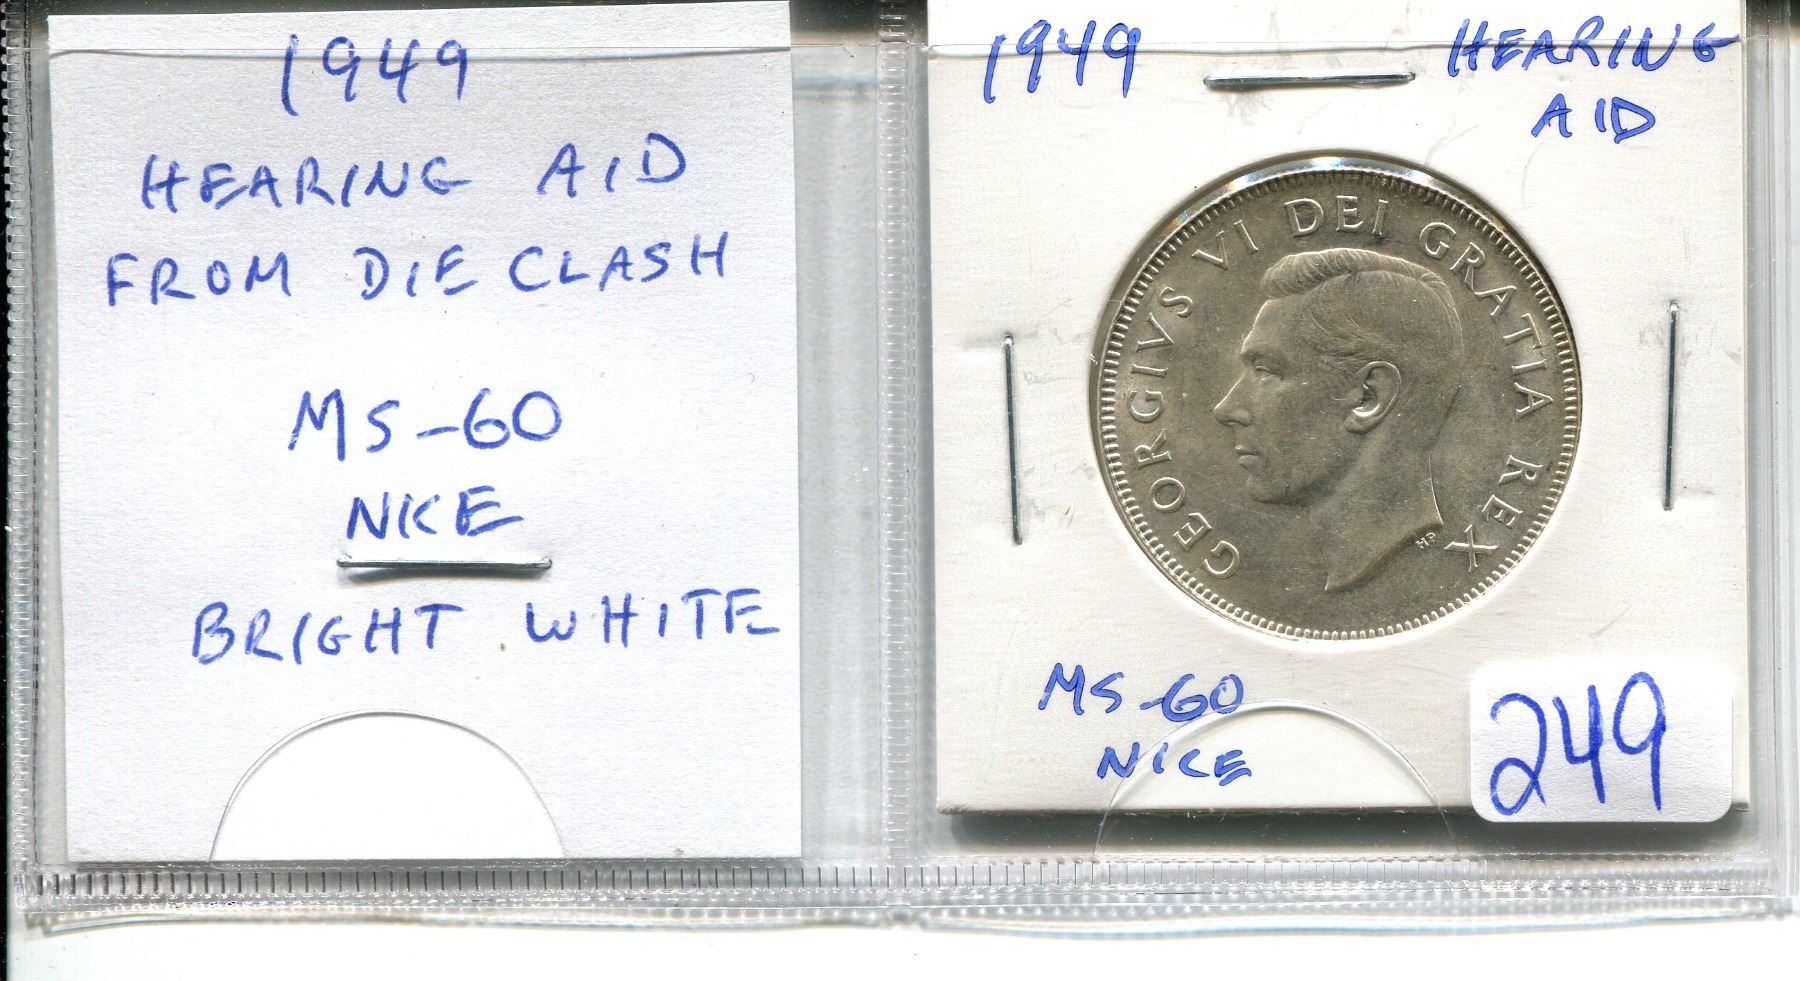 1949
HEARING AID
FROM DIE CLASH
MS-60
NICE
BRIGHT WHITE
1949 HEARING
AID
GEORGIVS VI DEI GRATIA REX
HP
MS-60
NICE
249